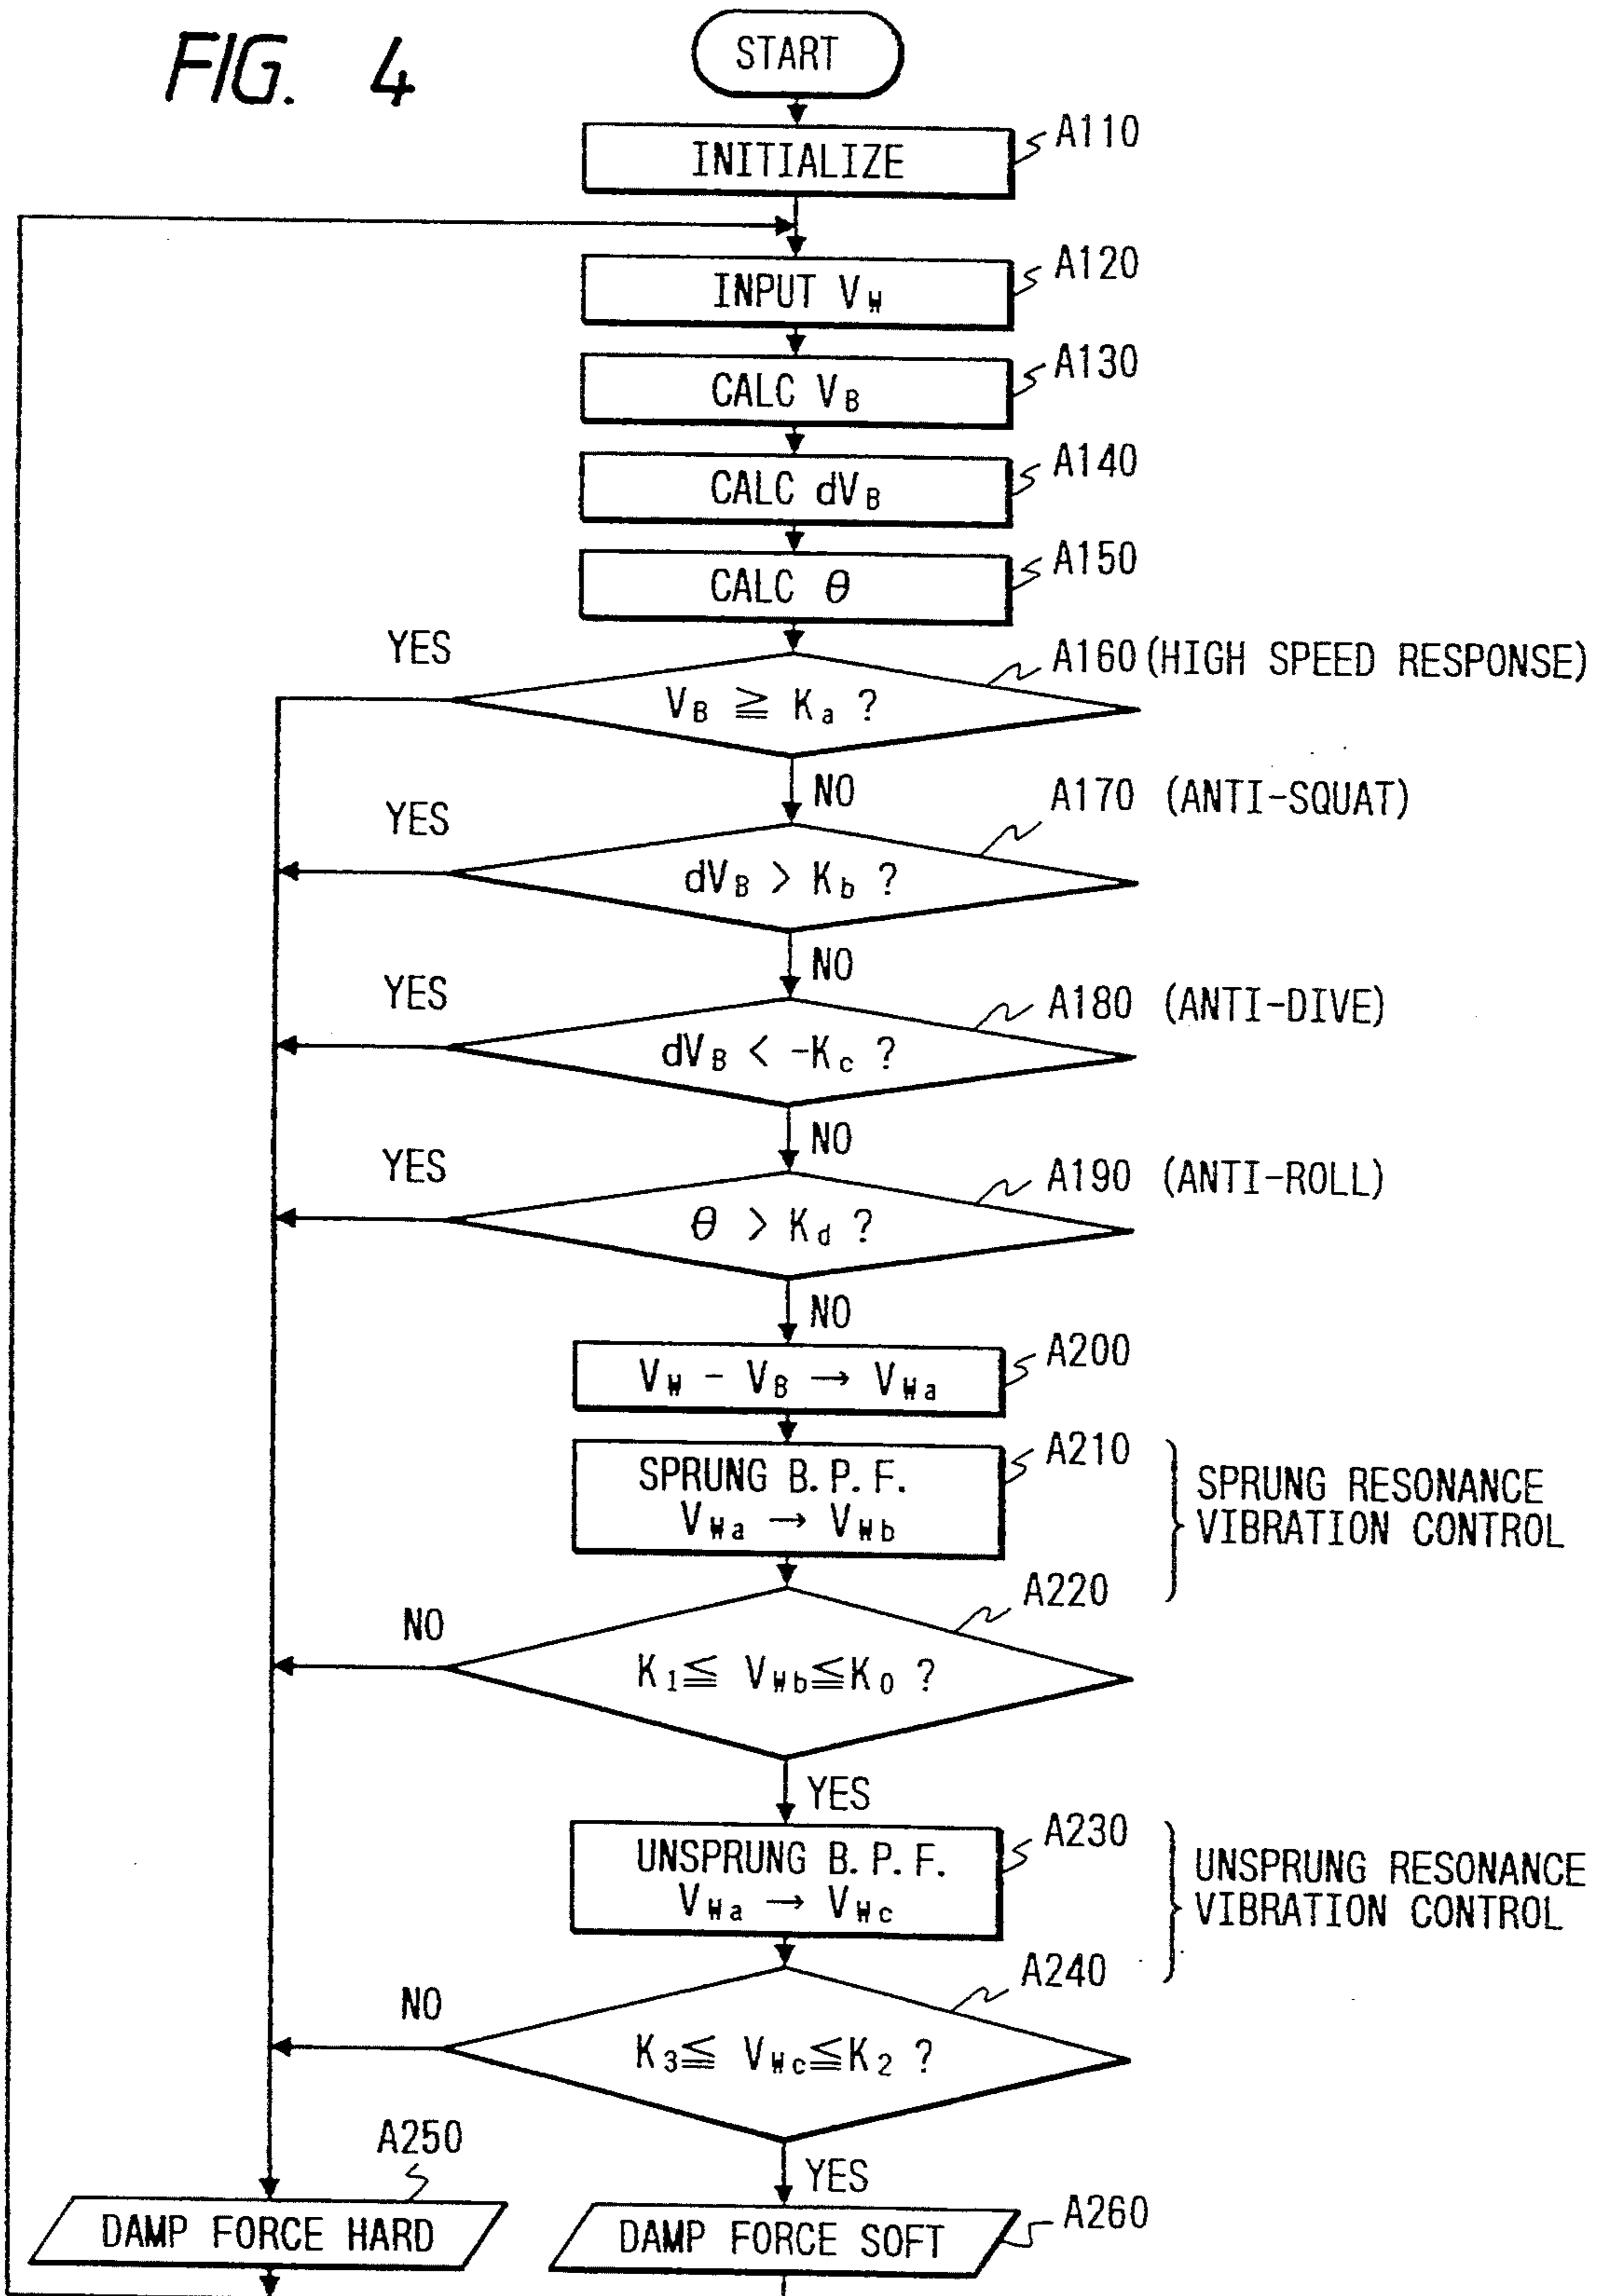 FIG. 4
START
INITIALIZE
A110
INPUT VW
A120
CALC VB
A130
CALC dVB
A140
CALC θ
A150
YES
A160 (HIGH SPEED RESPONSE)
VB ≧ Ka ?
NO
YES
A170 (ANTI-SQUAT)
dVB > Kb ?
NO
YES
A180 (ANTI-DIVE)
dVB < -Kc ?
NO
YES
A190 (ANTI-ROLL)
θ > Kd ?
NO
A200
VW - VB → VWa
A210
SPRUNG B. P. F.
VWa → VWb
SPRUNG RESONANCE
VIBRATION CONTROL
A220
NO
K1 ≦ VWb ≦ K0 ?
YES
A230
UNSPRUNG B. P. F.
VWa → VWc
UNSPRUNG RESONANCE
VIBRATION CONTROL
A240
NO
K3 ≦ VWc ≦ K2 ?
YES
A250
DAMP FORCE HARD
DAMP FORCE SOFT
A260